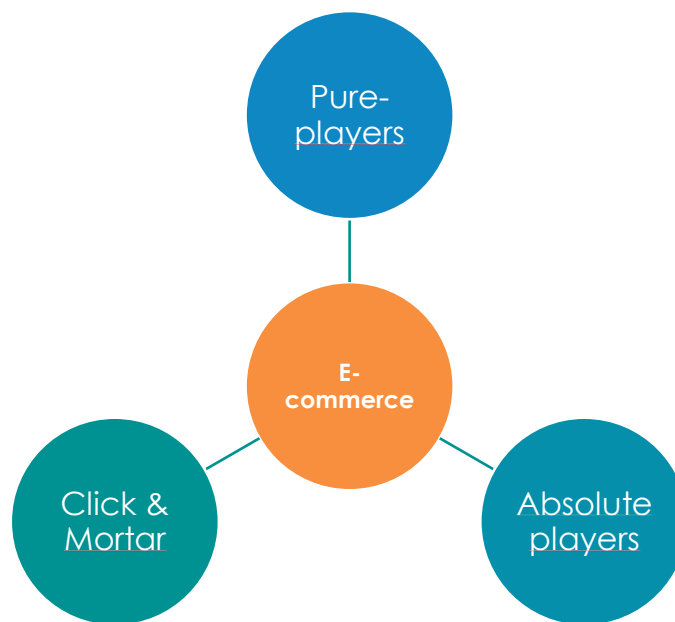 Pure-
players
E-
commerce
Click &
Mortar
Absolute
players